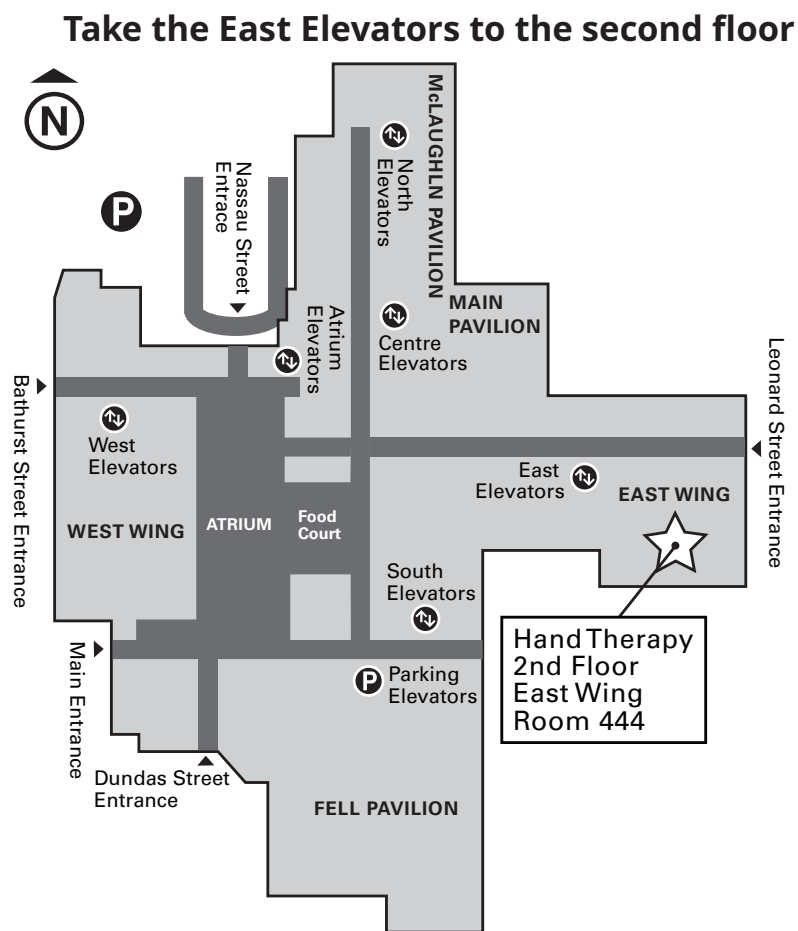 Take the East Elevators to the second floor
N
McLAUGHLN PAVILION
North
Elevators
Nassau Street
Entrace
P
MAIN
PAVILION
Atrium
Elevators
Centre
Elevators
Leonard Street Entrance
Bathurst Street Entrance
West
Elevators
East
Elevators
EAST WING
WEST WING
ATRIUM
Food
Court
South
Elevators
Hand Therapy
2nd Floor
East Wing
Room 444
Main Entrance
P
Parking
Elevators
Dundas Street
Entrance
FELL PAVILION